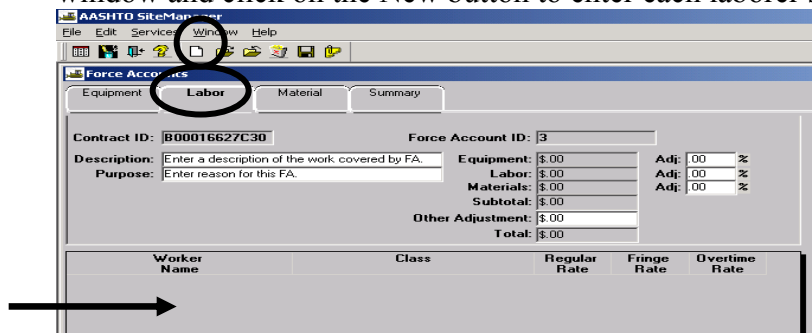 window and click on the New button to enter each laborer
AASHTO SiteManager
File Edit Services Window Help
Force Accounts
Equipment Labor Material Summary
Contract ID: B00016627C30 Force Account ID: 3
Description: Enter a description of the work covered by FA. Equipment: $.00 Adj: .00 %
Purpose: Enter reason for this FA. Labor: $.00 Adj: .00 %
Materials: $.00 Adj: .00 %
Subtotal: $.00
Other Adjustment: $.00
Total: $.00
Worker Name Class Regular Rate Fringe Rate Overtime Rate